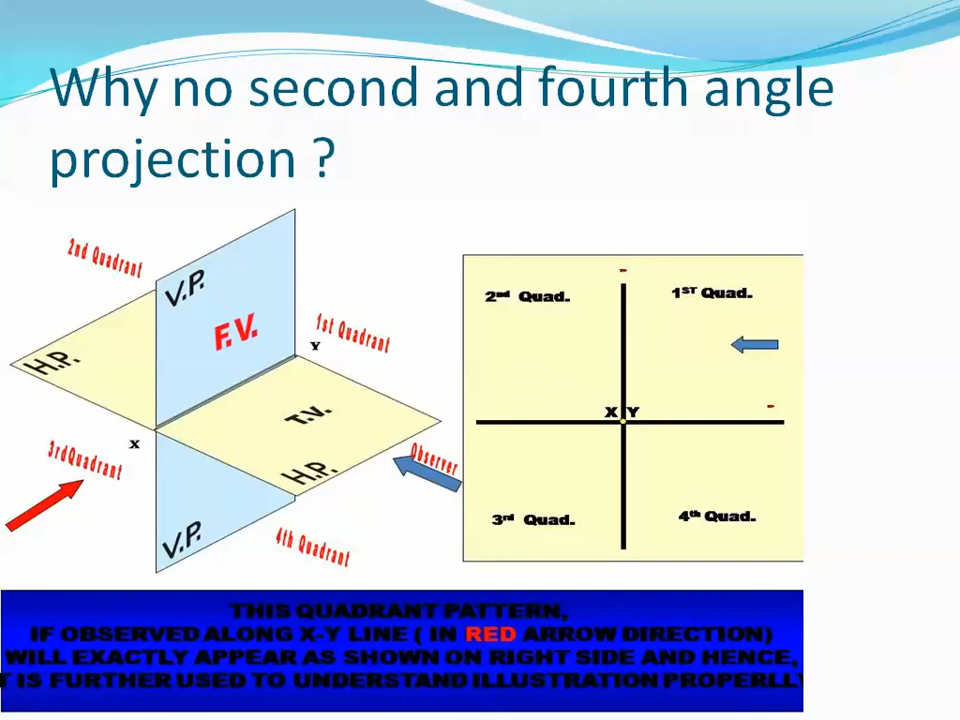 Why no second and fourth angle
projection ?
2nd Quadrant
V.P.
F.V.
1st Quadrant
Y
H.P.
T.V.
X
3rdQuadrant
H.P.
Observer
V.P.
4th Quadrant
2nd Quad.
1ST Quad.
X Y
3rd Quad.
4th Quad.
THIS QUADRANT PATTERN,
IF OBSERVED ALONG X-Y LINE ( IN RED ARROW DIRECTION)
WILL EXACTLY APPEAR AS SHOWN ON RIGHT SIDE AND HENCE,
T IS FURTHER USED TO UNDERSTAND ILLUSTRATION PROPERLLY